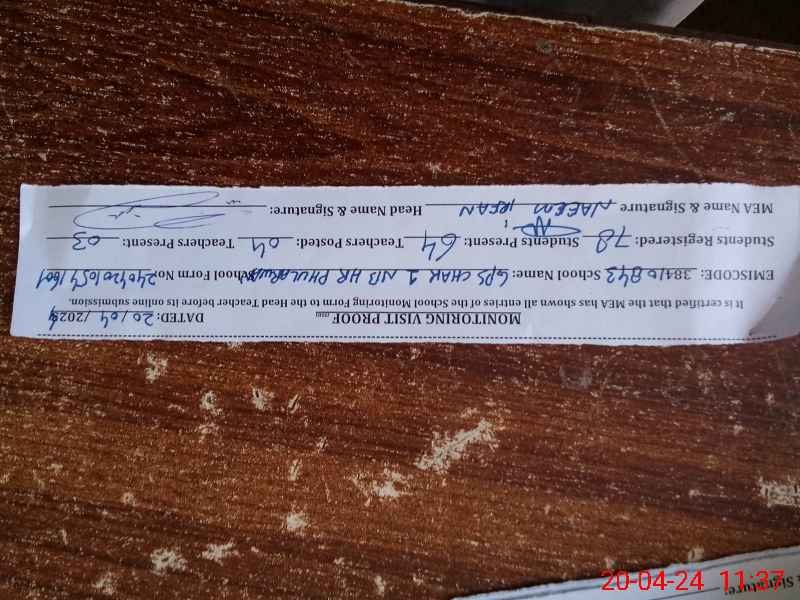 MONITORING VISIT PROOF DATED: 20/04/2024
It is certified that the MEA has shown all entries of the School Monitoring Form to the Head Teacher before its online submission.
EMISCODE: 38410843 School Name: GPS CHAK 1 NB HR PHULARWAN School Form No:
Students Registered: 78 Students Present: 64 Teachers Posted: 04 Teachers Present: 03
MEA Name & Signature NAEEM IRFAN Head Name & Signature:
Signature:
20-04-24 11:37